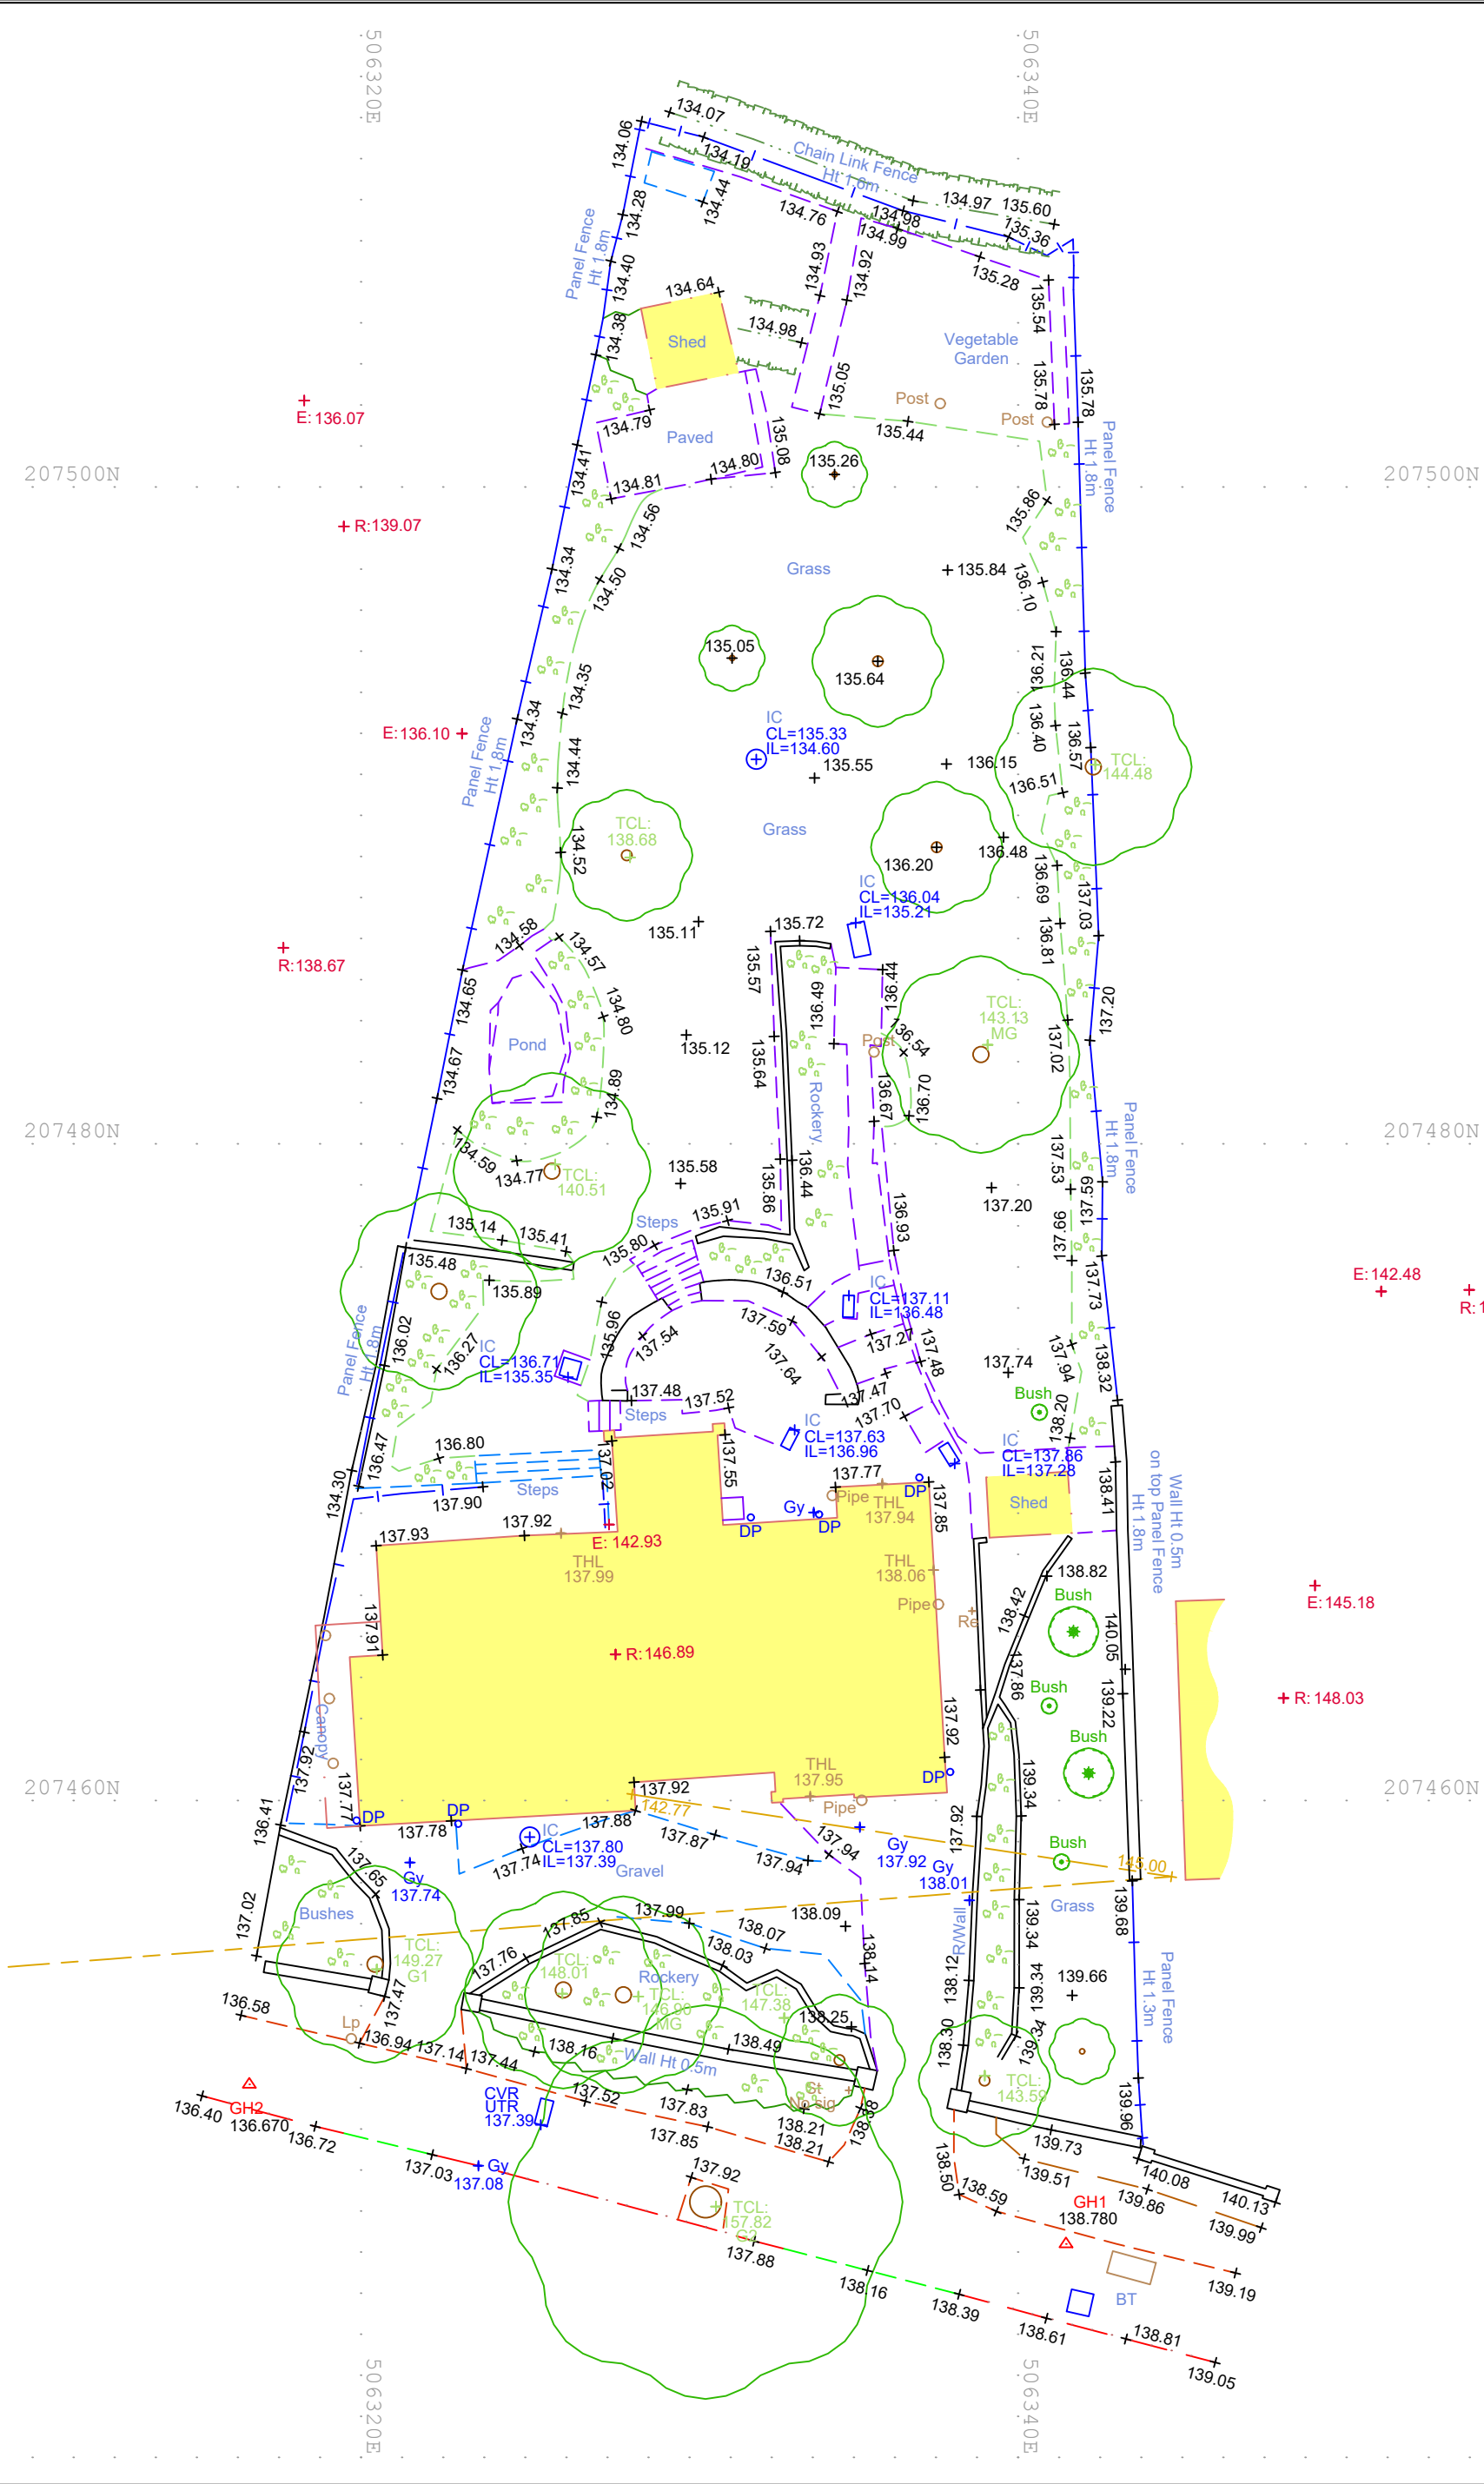 506320E
506340E
134.07
134.06
134.19
Chain Link Fence
Ht 1.6m
134.28
134.44
134.76
134.98
134.97
135.60
134.99
135.36
Panel Fence
Ht 1.8m
134.40
134.93
134.92
135.28
134.64
134.38
Shed
134.98
135.54
Vegetable
Garden
135.05
135.78
135.78
E:136.07
Post
Post
134.79
Paved
135.08
135.44
Panel Fence
Ht 1.8m
134.41
207500N
134.81
134.80
135.26
207500N
R:139.07
134.56
135.86
134.34
134.50
Grass
135.84
136.10
135.05
135.64
136.21
136.44
134.35
E:136.10
134.34
IC
CL=135.33
IL=134.60
136.40
136.57
Panel Fence
Ht 1.8m
134.44
135.55
136.15
136.51
TCL:
144.48
TCL:
138.68
Grass
134.52
136.20
136.48
136.69
137.03
IC
CL=136.04
IL=135.21
R:138.67
134.58
134.57
135.11
135.72
136.81
134.65
135.57
136.49
136.44
TCL:
143.13
MG
137.20
134.80
Pond
135.12
135.64
Post
136.54
137.02
134.67
134.89
Rockery
136.67
136.70
207480N
207480N
134.59
134.77
TCL:
140.51
135.58
135.86
136.44
137.53
137.59
Panel Fence
Ht 1.8m
137.20
135.14
135.41
Steps
135.91
136.93
137.66
135.48
135.80
135.89
136.51
IC
CL=137.11
IL=136.48
137.73
E:142.48
R:1
136.02
136.27
Panel Fence
Ht 1.8m
IC
CL=136.71
IL=135.35
135.96
137.54
137.59
137.64
137.27
137.48
137.74
137.94
138.32
137.48
137.52
137.47
Bush
Steps
137.70
138.20
136.47
136.80
IC
CL=137.63
IL=136.96
IC
CL=137.86
IL=137.28
134.30
137.02
137.55
137.77
138.41
Wall Ht 0.5m
on top Panel Fence
Ht 1.8m
137.90
Steps
Pipe
THL
137.94
DP
137.85
Shed
137.93
137.92
Gy
DP
DP
E: 142.93
THL
137.99
THL
138.06
138.82
E:145.18
Bush
137.91
Pipe
138.42
Re
140.05
R: 146.89
137.86
Bush
139.22
R: 148.03
Canopy
137.92
137.92
Bush
THL
137.95
DP
207460N
137.92
207460N
137.77
DP
DP
142.77
Pipe
139.34
136.41
137.78
137.88
137.92
IC
CL=137.80
IL=137.39
137.74
137.87
137.94
137.94
Gy
137.92
Bush
145.00
137.65
Gravel
Gy
137.74
Gy
138.01
137.02
Bushes
137.85
137.99
138.09
Grass
139.68
138.07
R/Wall
139.34
TCL:
149.27
G1
137.76
138.03
138.14
TCL:
148.01
Rockery
TCL:
146.90
MG
TCL:
147.38
138.12
139.34
139.66
Panel Fence
Ht 1.3m
136.58
137.47
Lp
138.25
136.94
137.14
137.44
138.16
138.49
Wall Ht 0.5m
138.30
139.34
TCL:
143.59
GH2
136.670
136.40
CVR
UTR
137.39
137.52
137.83
St
No sig
138.21
138.38
139.96
136.72
137.85
138.21
139.73
137.03
Gy
137.08
137.92
138.50
139.51
140.08
138.59
139.86
140.13
TCL:
157.82
G2
GH1
138.780
139.99
137.88
138.16
139.19
138.39
BT
138.61
138.81
139.05
506320E
506340E